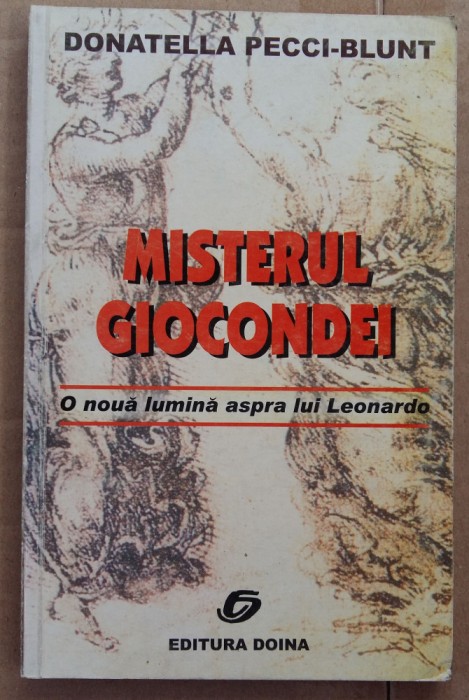 DONATELLA PECCI-BLUNT
MISTERUL
GIOCONDEI
O nouă lumină aspra lui Leonardo
EDITURA DOINA